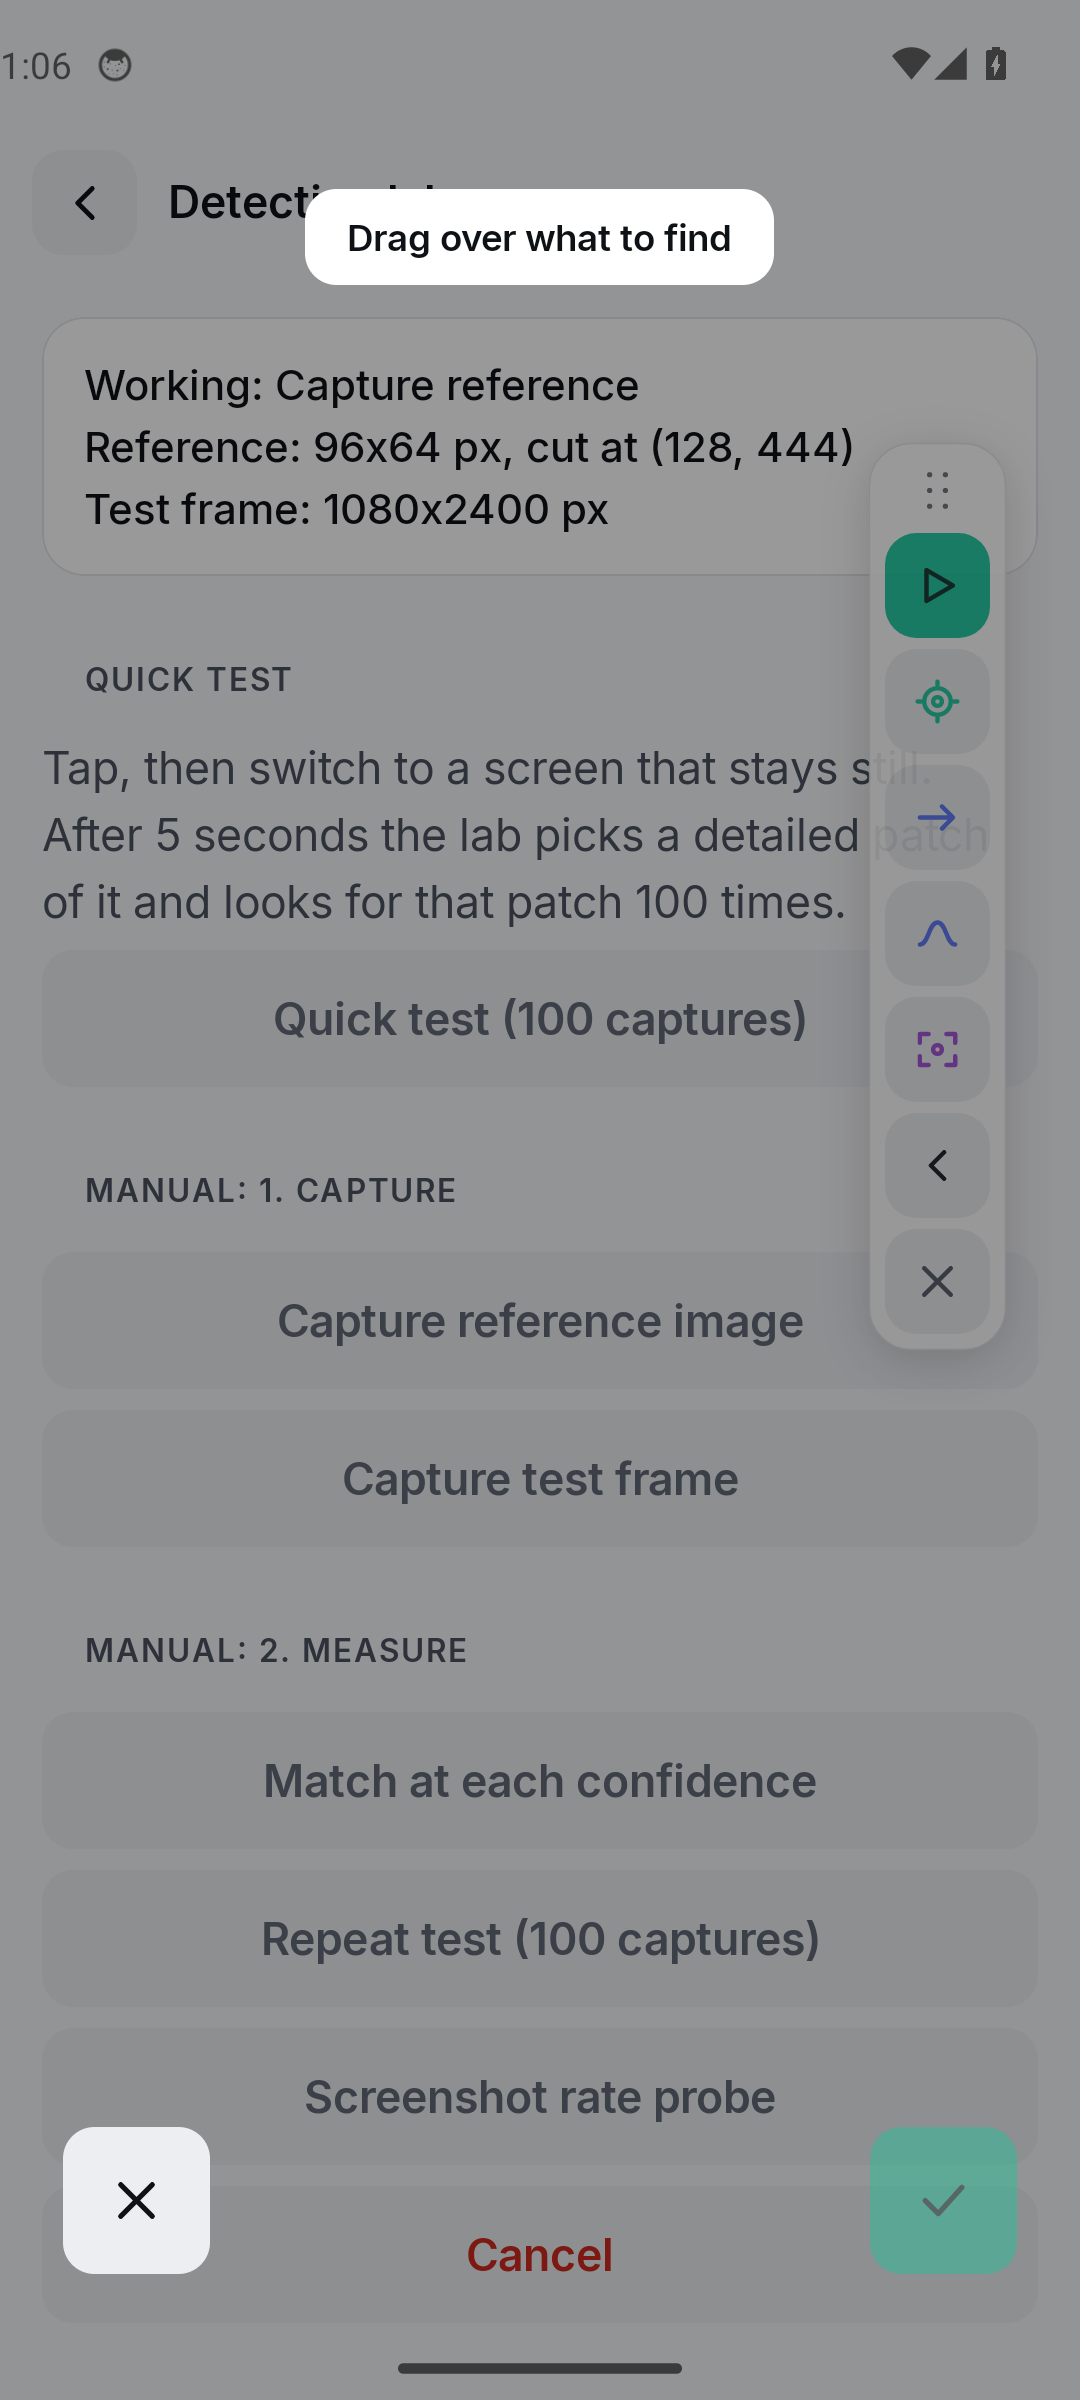 1:06
Drag over what to find
Working: Capture reference
Reference: 96x64 px, cut at (128, 444)
Test frame: 1080x2400 px
QUICK TEST
Tap, then switch to a screen that stays still.
After 5 seconds the lab picks a detailed patch
of it and looks for that patch 100 times.
Quick test (100 captures)
MANUAL: 1. CAPTURE
Capture reference image
Capture test frame
MANUAL: 2. MEASURE
Match at each confidence
Repeat test (100 captures)
Screenshot rate probe
Cancel